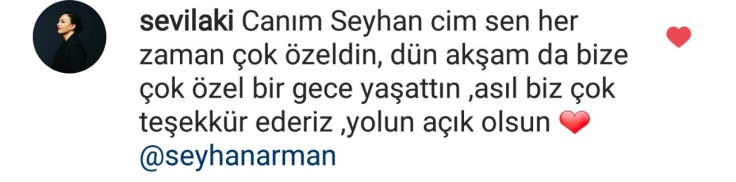 sevilaki Canım Seyhan cim sen her
zaman çok özeldin, dün akşam da bize
çok özel bir gece yaşattın ,asıl biz çok
teşekkür ederiz ,yolun açık olsun ❤️
@seyhanarman